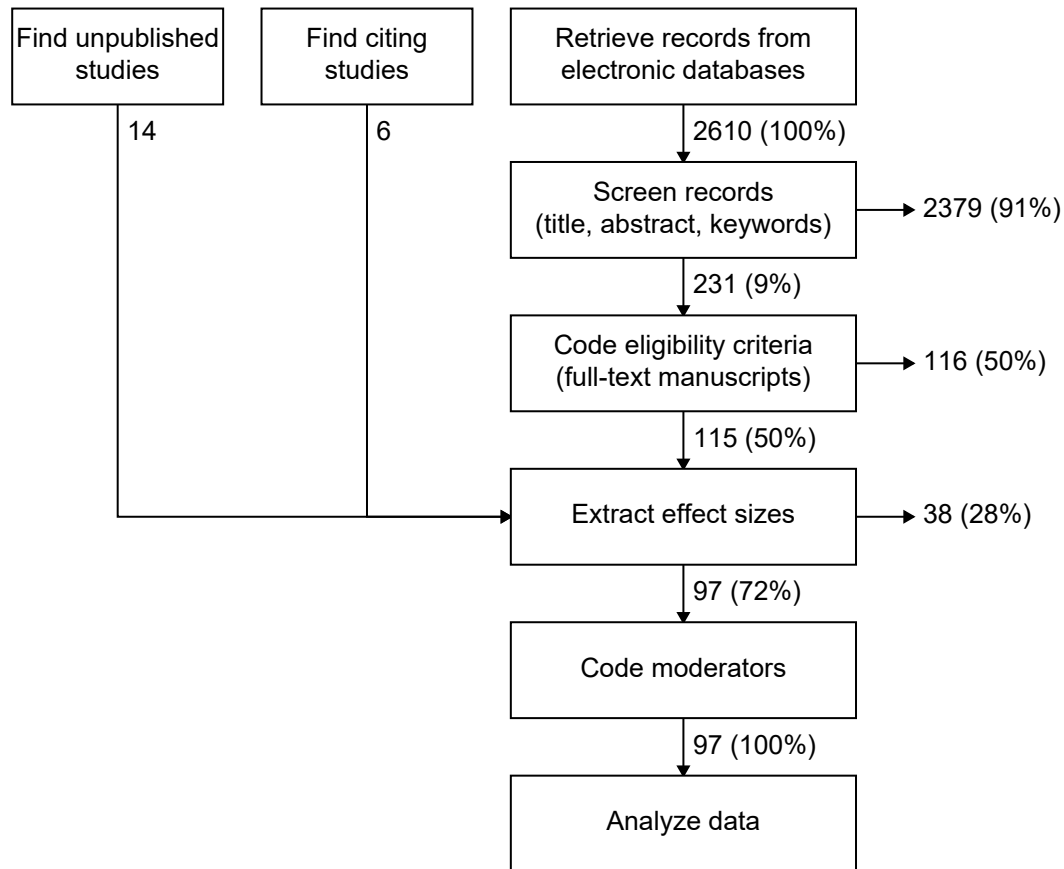 Find unpublished
studies
Find citing
studies
Retrieve records from
electronic databases
14
6
2610 (100%)
Screen records
(title, abstract, keywords)
2379 (91%)
231 (9%)
Code eligibility criteria
(full-text manuscripts)
116 (50%)
115 (50%)
Extract effect sizes
38 (28%)
97 (72%)
Code moderators
97 (100%)
Analyze data